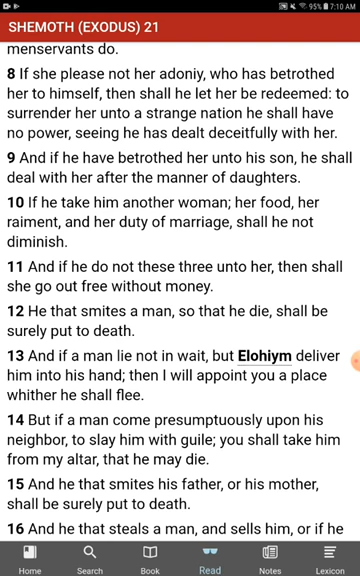 95% 7:10 AM
SHEMOTH (EXODUS) 21
menservants do.
8 If she please not her adoniy, who has betrothed
her to himself, then shall he let her be redeemed: to
surrender her unto a strange nation he shall have
no power, seeing he has dealt deceitfully with her.
9 And if he have betrothed her unto his son, he shall
deal with her after the manner of daughters.
10 If he take him another woman; her food, her
raiment, and her duty of marriage, shall he not
diminish.
11 And if he do not these three unto her, then shall
she go out free without money.
12 He that smites a man, so that he die, shall be
surely put to death.
13 And if a man lie not in wait, but Elohiym deliver
him into his hand; then I will appoint you a place
whither he shall flee.
14 But if a man come presumptuously upon his
neighbor, to slay him with guile; you shall take him
from my altar, that he may die.
15 And he that smites his father, or his mother,
shall be surely put to death.
16 And he that steals a man, and sells him, or if he
Home Search Book Read Notes Lexicon